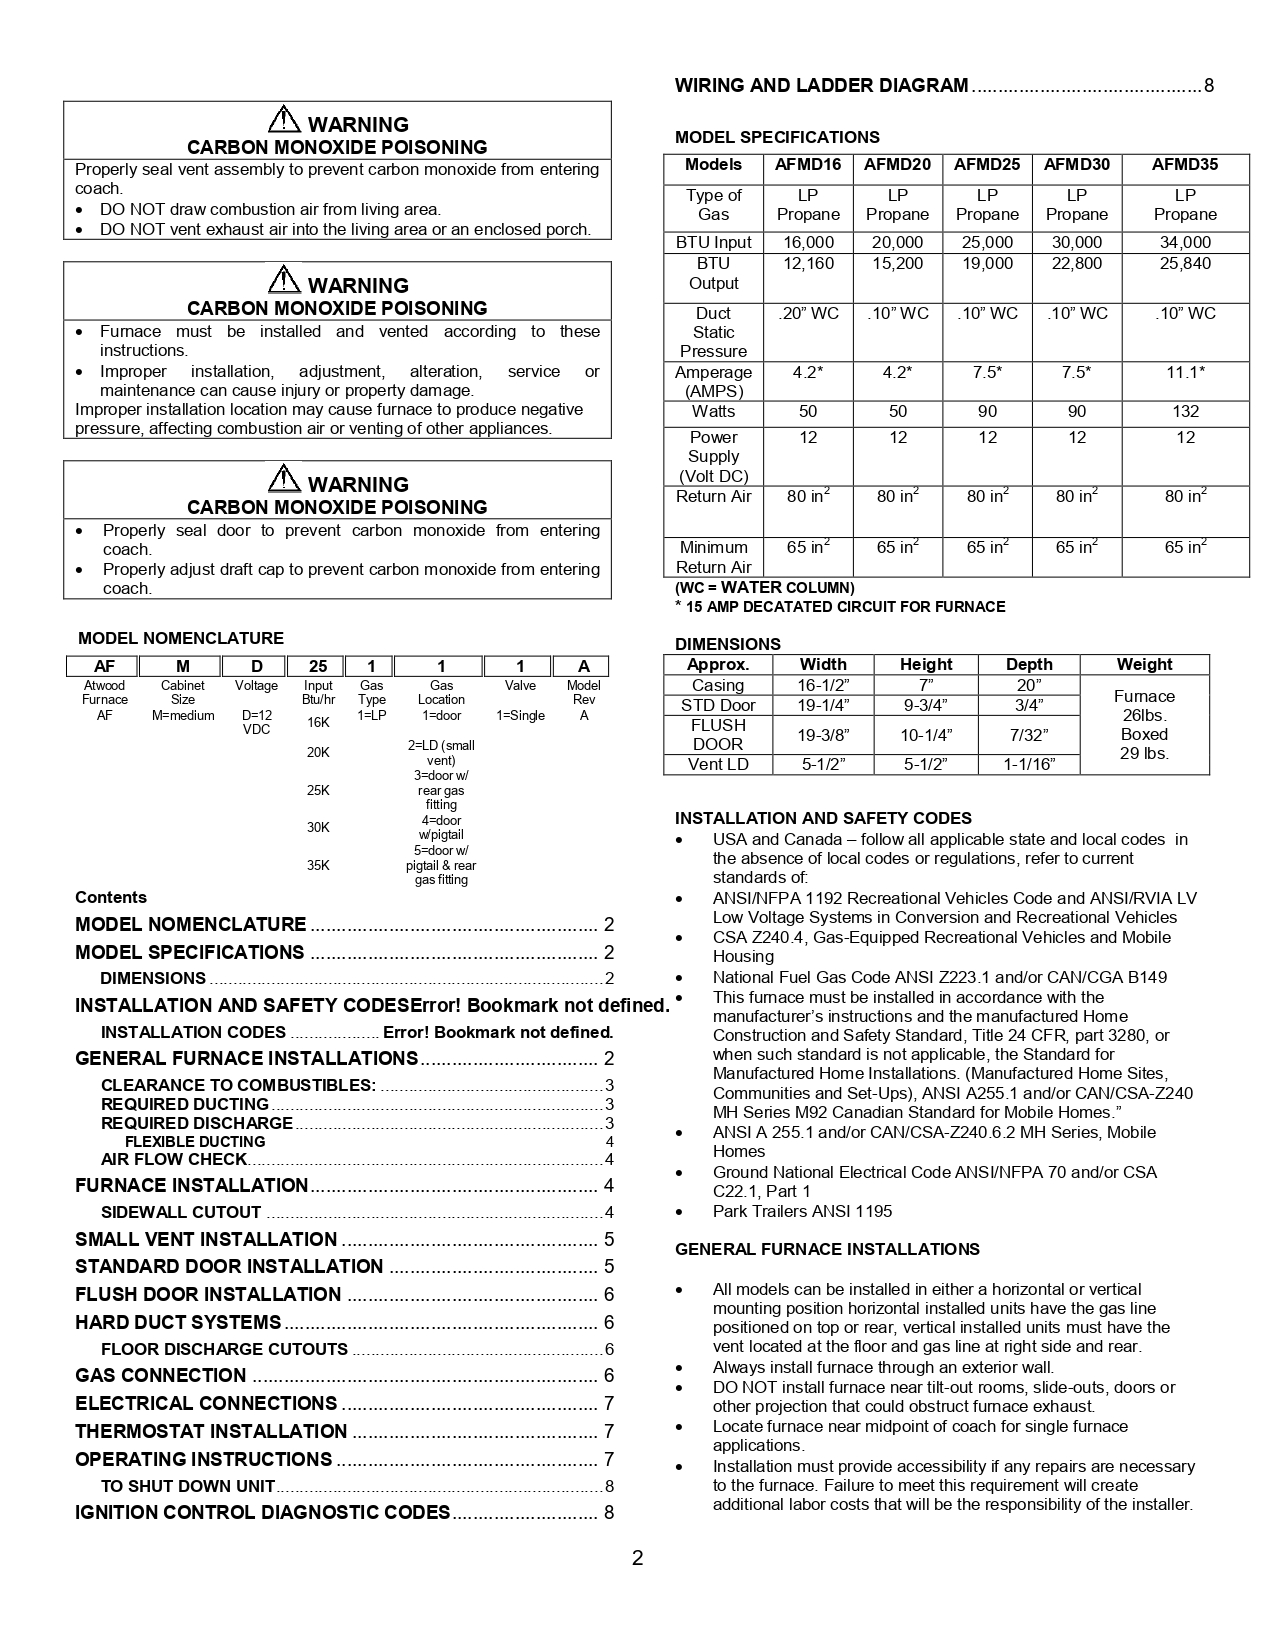 WARNING
CARBON MONOXIDE POISONING
Properly seal vent assembly to prevent carbon monoxide from entering
coach.
• DO NOT draw combustion air from living area.
• DO NOT vent exhaust air into the living area or an enclosed porch.
WARNING
CARBON MONOXIDE POISONING
• Furnace must be installed and vented according to these
instructions.
• Improper installation, adjustment, alteration, service or
maintenance can cause injury or property damage.
Improper installation location may cause furnace to produce negative
pressure, affecting combustion air or venting of other appliances.
WARNING
CARBON MONOXIDE POISONING
• Properly seal door to prevent carbon monoxide from entering
coach.
• Properly adjust draft cap to prevent carbon monoxide from entering
coach.
MODEL NOMENCLATURE
AF M D 25 1 1 1 A
Atwood Cabinet Voltage Input Gas Gas Valve Model
Furnace Size Btu/hr Type Location Rev
AF M=medium D=12 16K 1=LP 1=door 1=Single A
VDC
20K 2=LD (small
vent)
25K 3=door w/
rear gas
fitting
30K 4=door
w/pigtail
35K 5=door w/
pigtail & rear
gas fitting
Contents
MODEL NOMENCLATURE ....................................................... 2
MODEL SPECIFICATIONS ....................................................... 2
DIMENSIONS ........................................................................... 2
INSTALLATION AND SAFETY CODESError! Bookmark not defined.
INSTALLATION CODES ................... Error! Bookmark not defined.
GENERAL FURNACE INSTALLATIONS.................................. 2
CLEARANCE TO COMBUSTIBLES: ................................................ 3
REQUIRED DUCTING ....................................................................... 3
REQUIRED DISCHARGE .................................................................. 3
FLEXIBLE DUCTING 4
AIR FLOW CHECK............................................................................ 4
FURNACE INSTALLATION....................................................... 4
SIDEWALL CUTOUT ........................................................................ 4
SMALL VENT INSTALLATION ................................................. 5
STANDARD DOOR INSTALLATION ........................................ 5
FLUSH DOOR INSTALLATION ................................................ 6
HARD DUCT SYSTEMS ............................................................ 6
FLOOR DISCHARGE CUTOUTS ...................................................... 6
GAS CONNECTION .................................................................. 6
ELECTRICAL CONNECTIONS ................................................. 7
THERMOSTAT INSTALLATION ............................................... 7
OPERATING INSTRUCTIONS .................................................. 7
TO SHUT DOWN UNIT...................................................................... 8
IGNITION CONTROL DIAGNOSTIC CODES............................ 8
WIRING AND LADDER DIAGRAM ............................................ 8
MODEL SPECIFICATIONS
Models AFMD16 AFMD20 AFMD25 AFMD30 AFMD35
Type of LP LP LP LP LP
Gas Propane Propane Propane Propane Propane
BTU Input 16,000 20,000 25,000 30,000 34,000
BTU 12,160 15,200 19,000 22,800 25,840
Output
Duct .20” WC .10” WC .10” WC .10” WC .10” WC
Static
Pressure
Amperage 4.2* 4.2* 7.5* 7.5* 11.1*
(AMPS)
Watts 50 50 90 90 132
Power 12 12 12 12 12
Supply
(Volt DC)
Return Air 80 in2 80 in2 80 in2 80 in2 80 in2
Minimum 65 in2 65 in2 65 in2 65 in2 65 in2
Return Air
(WC = WATER COLUMN)
* 15 AMP DECATATED CIRCUIT FOR FURNACE
DIMENSIONS
Approx. Width Height Depth Weight
Casing 16-1/2” 7” 20” Furnace
STD Door 19-1/4” 9-3/4” 3/4” 26lbs.
FLUSH 19-3/8” 10-1/4” 7/32” Boxed
DOOR 29 lbs.
Vent LD 5-1/2” 5-1/2” 1-1/16”
INSTALLATION AND SAFETY CODES
• USA and Canada – follow all applicable state and local codes in
the absence of local codes or regulations, refer to current
standards of:
• ANSI/NFPA 1192 Recreational Vehicles Code and ANSI/RVIA LV
Low Voltage Systems in Conversion and Recreational Vehicles
• CSA Z240.4, Gas-Equipped Recreational Vehicles and Mobile
Housing
• National Fuel Gas Code ANSI Z223.1 and/or CAN/CGA B149
• This furnace must be installed in accordance with the
manufacturer’s instructions and the manufactured Home
Construction and Safety Standard, Title 24 CFR, part 3280, or
when such standard is not applicable, the Standard for
Manufactured Home Installations. (Manufactured Home Sites,
Communities and Set-Ups), ANSI A255.1 and/or CAN/CSA-Z240
MH Series M92 Canadian Standard for Mobile Homes.”
• ANSI A 255.1 and/or CAN/CSA-Z240.6.2 MH Series, Mobile
Homes
• Ground National Electrical Code ANSI/NFPA 70 and/or CSA
C22.1, Part 1
• Park Trailers ANSI 1195
GENERAL FURNACE INSTALLATIONS
• All models can be installed in either a horizontal or vertical
mounting position horizontal installed units have the gas line
positioned on top or rear, vertical installed units must have the
vent located at the floor and gas line at right side and rear.
• Always install furnace through an exterior wall.
• DO NOT install furnace near tilt-out rooms, slide-outs, doors or
other projection that could obstruct furnace exhaust.
• Locate furnace near midpoint of coach for single furnace
applications.
• Installation must provide accessibility if any repairs are necessary
to the furnace. Failure to meet this requirement will create
additional labor costs that will be the responsibility of the installer.
2